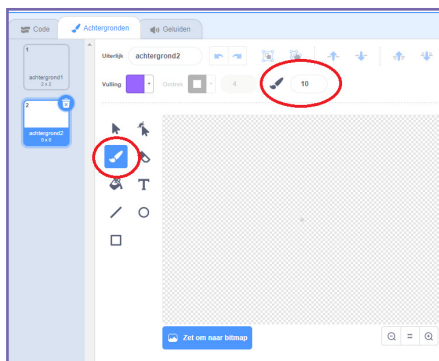 Code Achtergronden Geluiden
1
achtergrond1
2 x 2
2
achtergrond2
0 x 0
Uiterlijk achtergrond2
Vulling Omtrek 4 10
T
Zet om naar bitmap
=